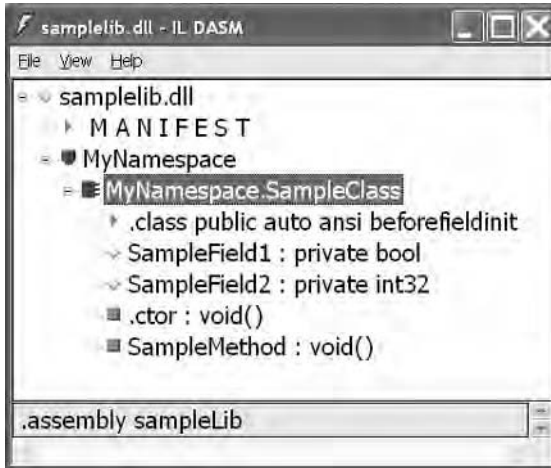 samplelib.dll - IL DASM
File View Help
samplelib.dll
M A N I F E S T
MyNamespace
MyNamespace.SampleClass
.class public auto ansi beforefieldinit
SampleField1 : private bool
SampleField2 : private int32
.ctor : void()
SampleMethod : void()
.assembly sampleLib